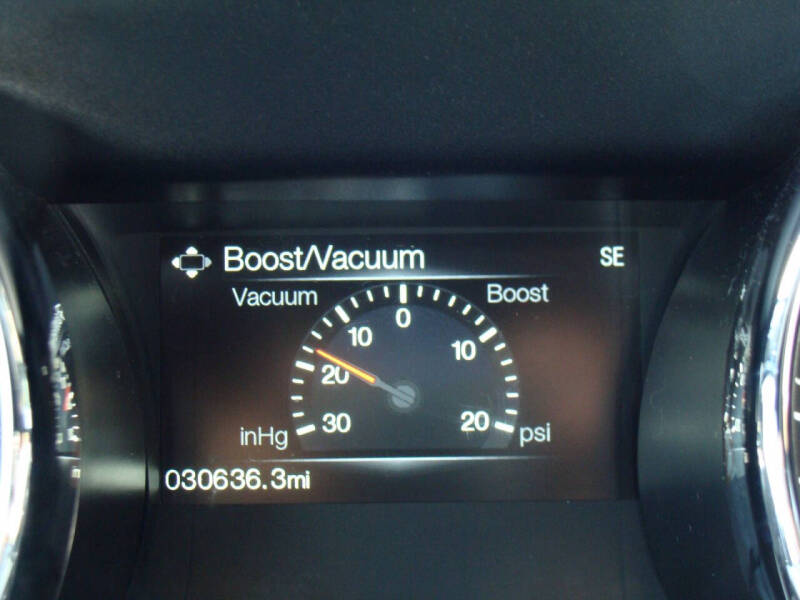 Boost/Vacuum SE
Vacuum Boost
0
10 10
20
30 20
inHg psi
030636.3mi